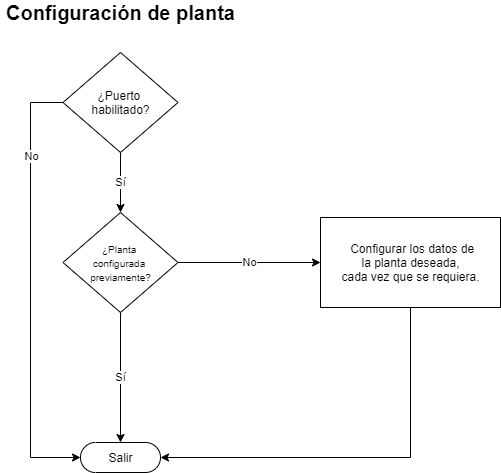 Configuración de planta
¿Puerto
habilitado?
No
Sí
¿Planta
configurada
previamente?
No
Configurar los datos de
la planta deseada,
cada vez que se requiera.
Sí
Salir